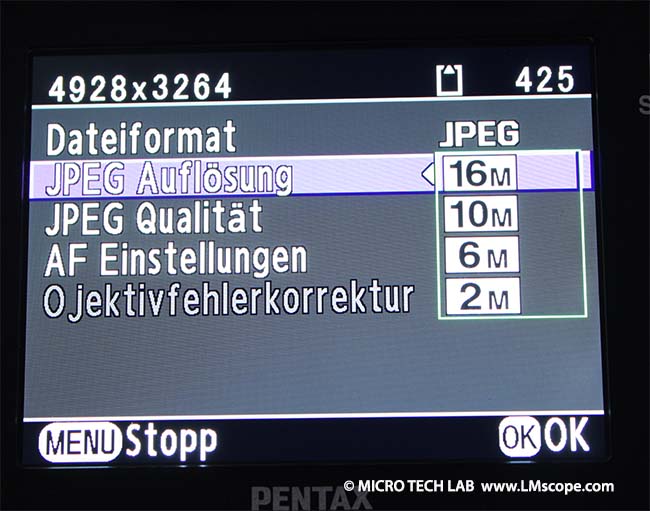 4928x3264 425
Dateiformat JPEG
JPEG Auflösung 16M
JPEG Qualität 10M
AF Einstellungen 6M
Ojektivfehlerkorrektur 2M
MENU Stopp OK OK
© MICRO TECH LAB www.LMscope.com
PENTAX
S